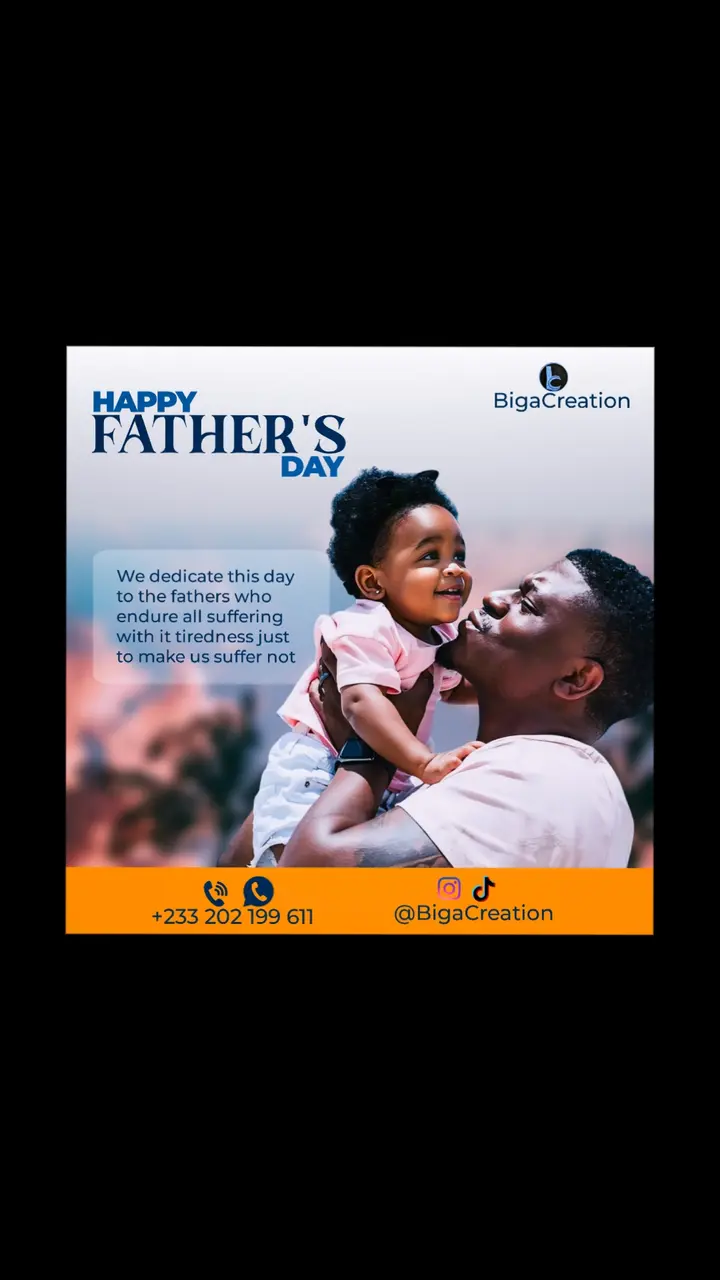 HAPPY
FATHER'S
DAY
BigaCreation
We dedicate this day
to the fathers who
endure all suffering
with it tiredness just
to make us suffer not
+233 202 199 611
@BigaCreation